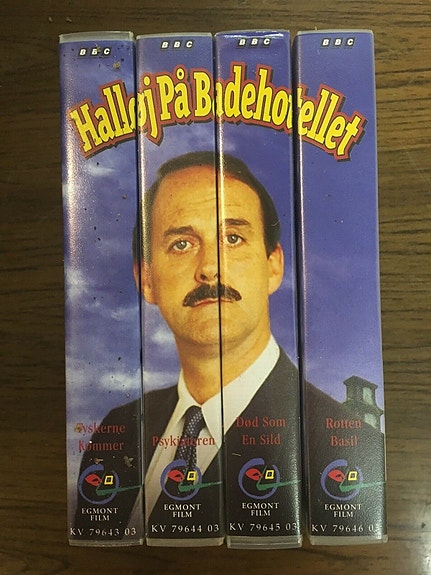 BBC BBC BBC BBC
Halløj På Badehotellet
Tyskerne
Kommer
Psykiateren
Død Som
En Sild
Rotten
Basil
EGMONT
FILM
EGMONT
FILM
EGMONT
FILM
EGMONT
FILM
KV 79643 03
KV 79644 03
KV 79645 03
KV 79646 03